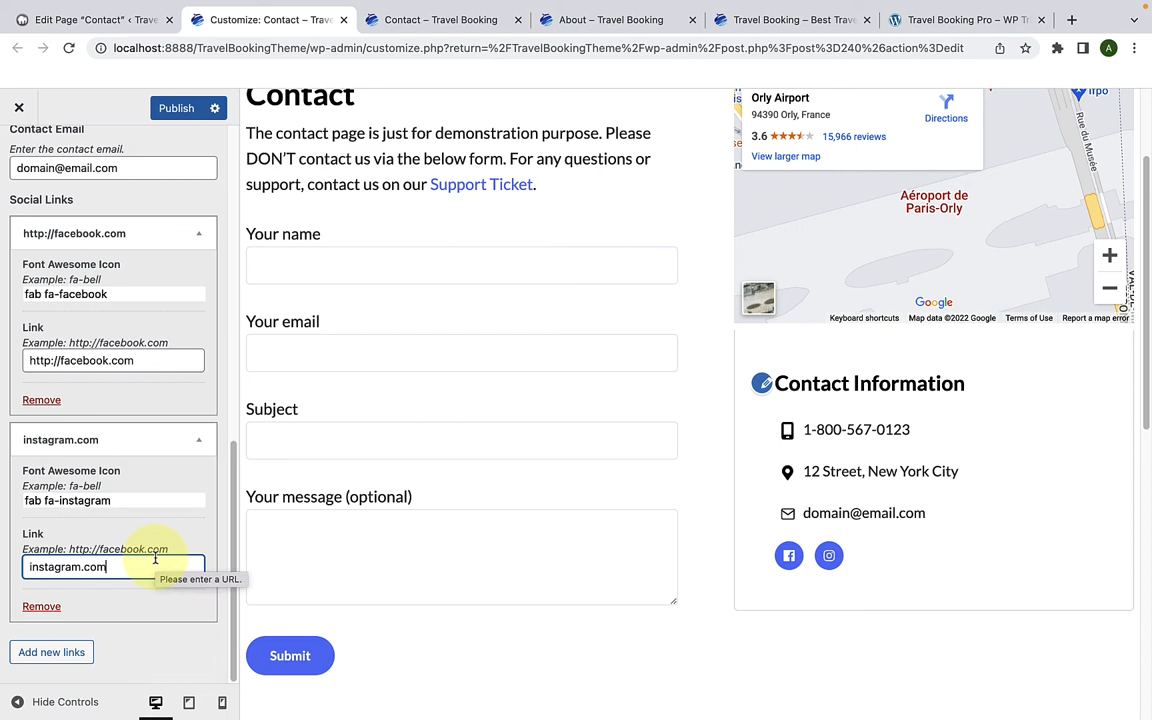 Edit Page "Contact" ‹ Trave
Customize: Contact – Trave
Contact – Travel Booking
About – Travel Booking
Travel Booking – Best Trave
Travel Booking Pro – WP Tr
localhost:8888/TravelBookingTheme/wp-admin/customize.php?return=%2FTravelBookingTheme%2Fwp-admin%2Fpost.php%3Fpost%3D240%26action%3Dedit
A
Publish
Contact Email
Enter the contact email.
domain@email.com
Social Links
http://facebook.com
Font Awesome Icon
Example: fa-bell
fab fa-facebook
Link
Example: http://facebook.com
http://facebook.com
Remove
instagram.com
Font Awesome Icon
Example: fa-bell
fab fa-instagram
Link
Example: http://facebook.com
instagram.com
Please enter a URL.
Remove
Add new links
Hide Controls
Contact
The contact page is just for demonstration purpose. Please
DON'T contact us via the below form. For any questions or
support, contact us on our Support Ticket.
Your name
Your email
Subject
Your message (optional)
Submit
Orly Airport
94390 Orly, France
Directions
3.6
15,966 reviews
View larger map
Rue du Musée
Aéroport de
Paris-Orly
Google
Keyboard shortcuts
Map data ©2022 Google
Terms of Use
Report a map error
Contact Information
1-800-567-0123
12 Street, New York City
domain@email.com